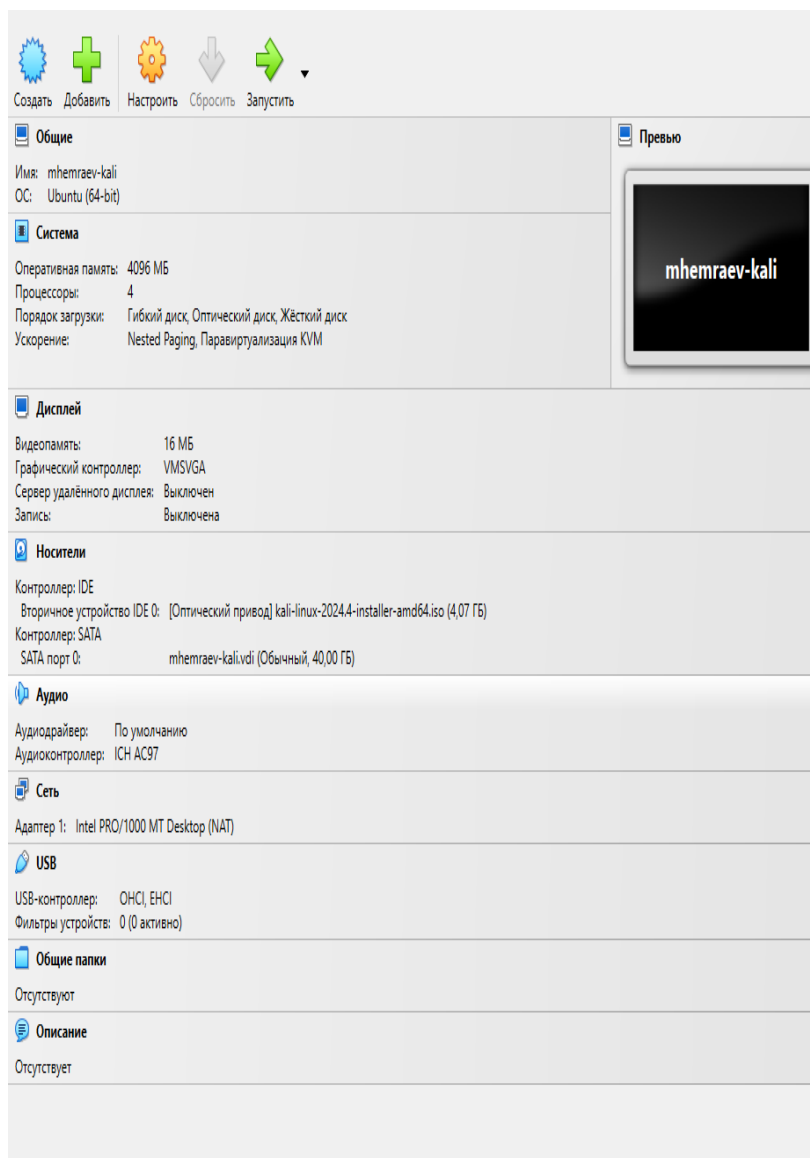 Создать Добавить Настроить Сбросить Запустить
Общие
Имя: mhemraev-kali
ОС: Ubuntu (64-bit)
Превью
mhemraev-kali
Система
Оперативная память: 4096 МБ
Процессоры: 4
Порядок загрузки: Гибкий диск, Оптический диск, Жёсткий диск
Ускорение: Nested Paging, Паравиртуализация KVM
Дисплей
Видеопамять: 16 МБ
Графический контроллер: VMSVGA
Сервер удалённого дисплея: Выключен
Запись: Выключена
Носители
Контроллер: IDE
Вторичное устройство IDE 0: [Оптический привод] kali-linux-2024.4-installer-amd64.iso (4,07 ГБ)
Контроллер: SATA
SATA порт 0: mhemraev-kali.vdi (Обычный, 40,00 ГБ)
Аудио
Аудиодрайвер: По умолчанию
Аудиоконтроллер: ICH AC97
Сеть
Адаптер 1: Intel PRO/1000 MT Desktop (NAT)
USB
USB-контроллер: OHCI, EHCI
Фильтры устройств: 0 (0 активно)
Общие папки
Отсутствуют
Описание
Отсутствует